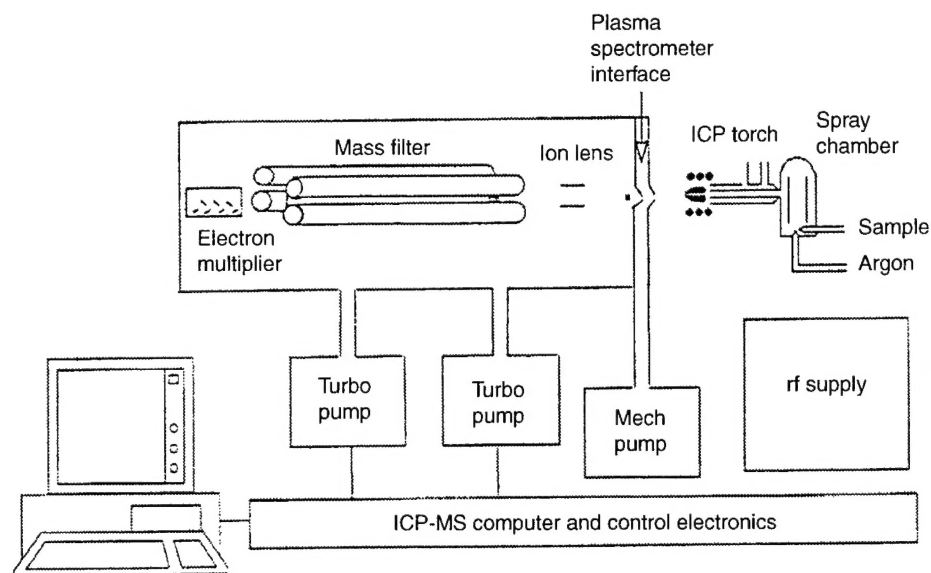 Plasma
spectrometer
interface
ICP torch
Spray
chamber
Mass filter
Ion lens
Electron
multiplier
Sample
Argon
Turbo
pump
Turbo
pump
Mech
pump
rf supply
ICP-MS computer and control electronics